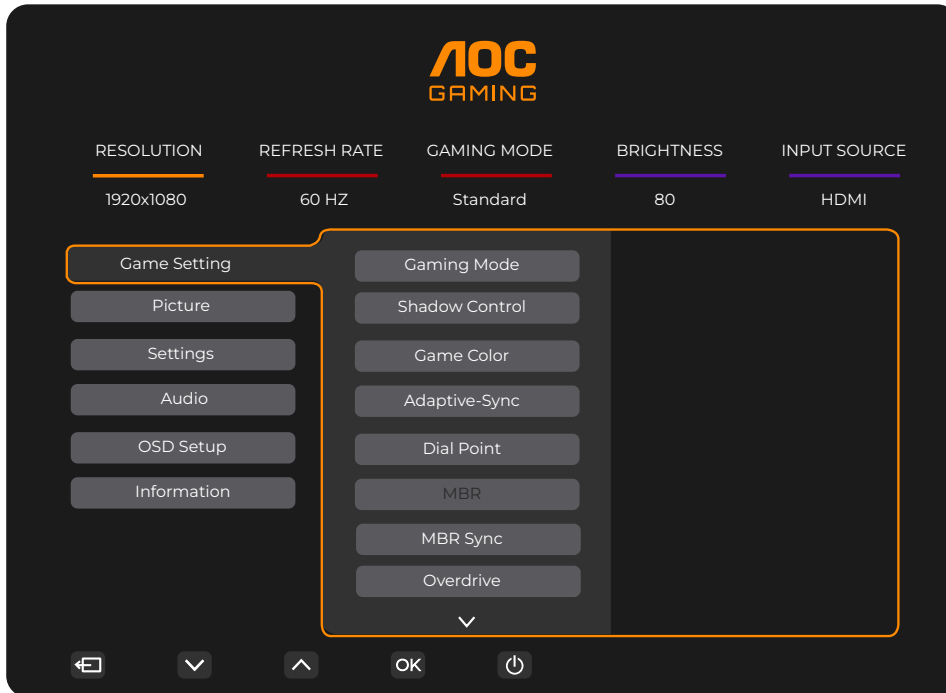 AOC
GAMING
RESOLUTION REFRESH RATE GAMING MODE BRIGHTNESS INPUT SOURCE
1920x1080 60 HZ Standard 80 HDMI
Game Setting Gaming Mode
Picture Shadow Control
Settings Game Color
Audio Adaptive-Sync
OSD Setup Dial Point
Information MBR
MBR Sync
Overdrive
OK